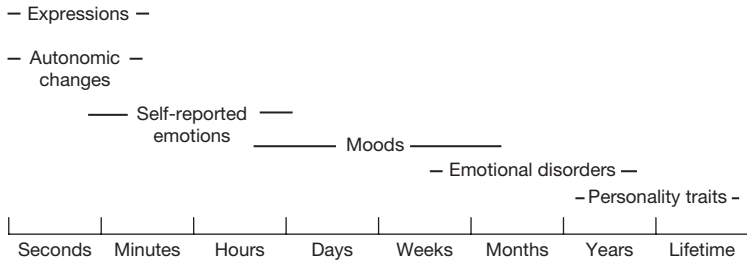 Expressions
Autonomic
changes
Self-reported
emotions
Moods
Emotional disorders
Personality traits
Seconds Minutes Hours Days Weeks Months Years Lifetime